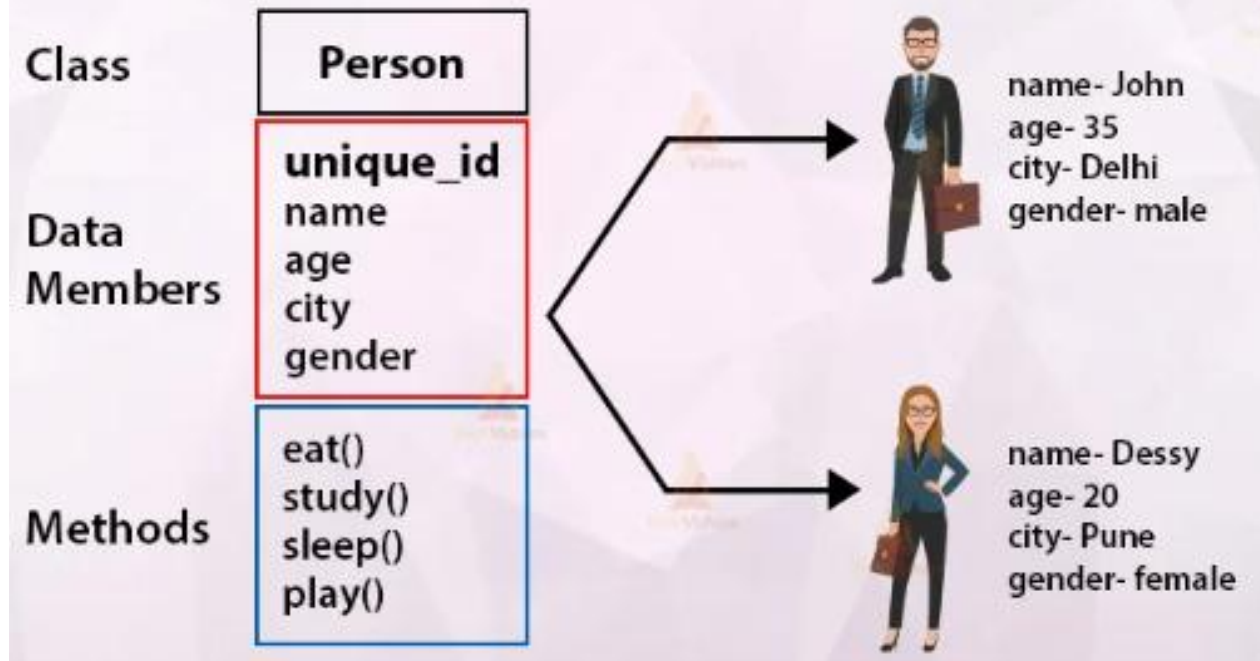 Class
Person
Data
Members
unique_id
name
age
city
gender
Methods
eat()
study()
sleep()
play()
name- John
age- 35
city- Delhi
gender- male
name- Dessy
age- 20
city- Pune
gender- female